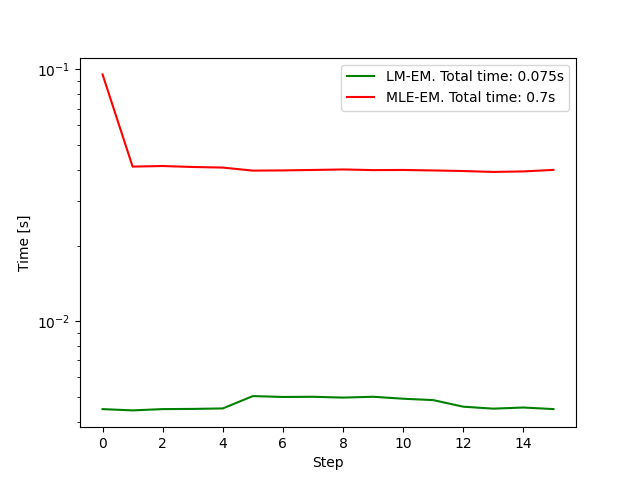 LM-EM. Total time: 0.075s
MLE-EM. Total time: 0.7s
10⁻¹
10⁻²
Time [s]
0 2 4 6 8 10 12 14
Step